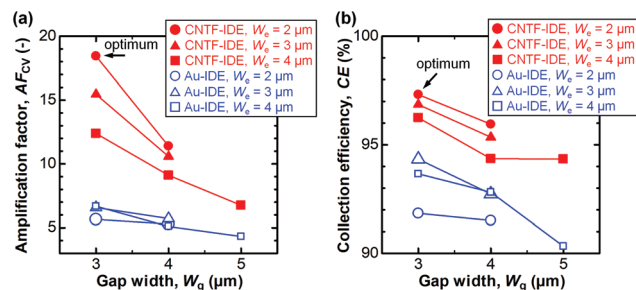 (a)
CNTF-IDE, We = 2 μm
CNTF-IDE, We = 3 μm
CNTF-IDE, We = 4 μm
Au-IDE, We = 2 μm
Au-IDE, We = 3 μm
Au-IDE, We = 4 μm
optimum
Amplification factor, AFCV (-)
20
15
10
5
3 4 5
Gap width, Wg (μm)
(b)
CNTF-IDE, We = 2 μm
CNTF-IDE, We = 3 μm
CNTF-IDE, We = 4 μm
Au-IDE, We = 2 μm
Au-IDE, We = 3 μm
Au-IDE, We = 4 μm
optimum
Collection efficiency, CE (%)
100
95
90
3 4 5
Gap width, Wg (μm)